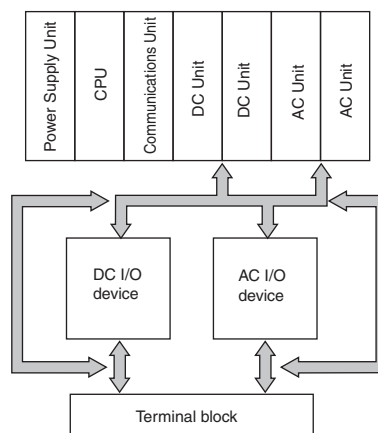 Power Supply Unit
CPU
Communications Unit
DC Unit
DC Unit
AC Unit
AC Unit
DC I/O
device
AC I/O
device
Terminal block